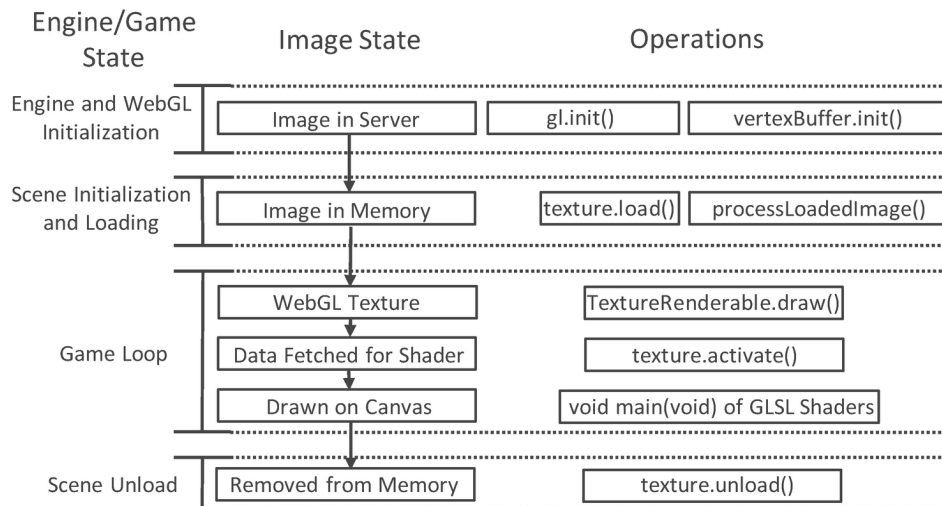 Engine/Game
State
Image State
Operations
Engine and WebGL
Initialization
Image in Server
gl.init()
vertexBuffer.init()
Scene Initialization
and Loading
Image in Memory
texture.load()
processLoadedImage()
Game Loop
WebGL Texture
TextureRenderable.draw()
Data Fetched for Shader
texture.activate()
Drawn on Canvas
void main(void) of GLSL Shaders
Scene Unload
Removed from Memory
texture.unload()